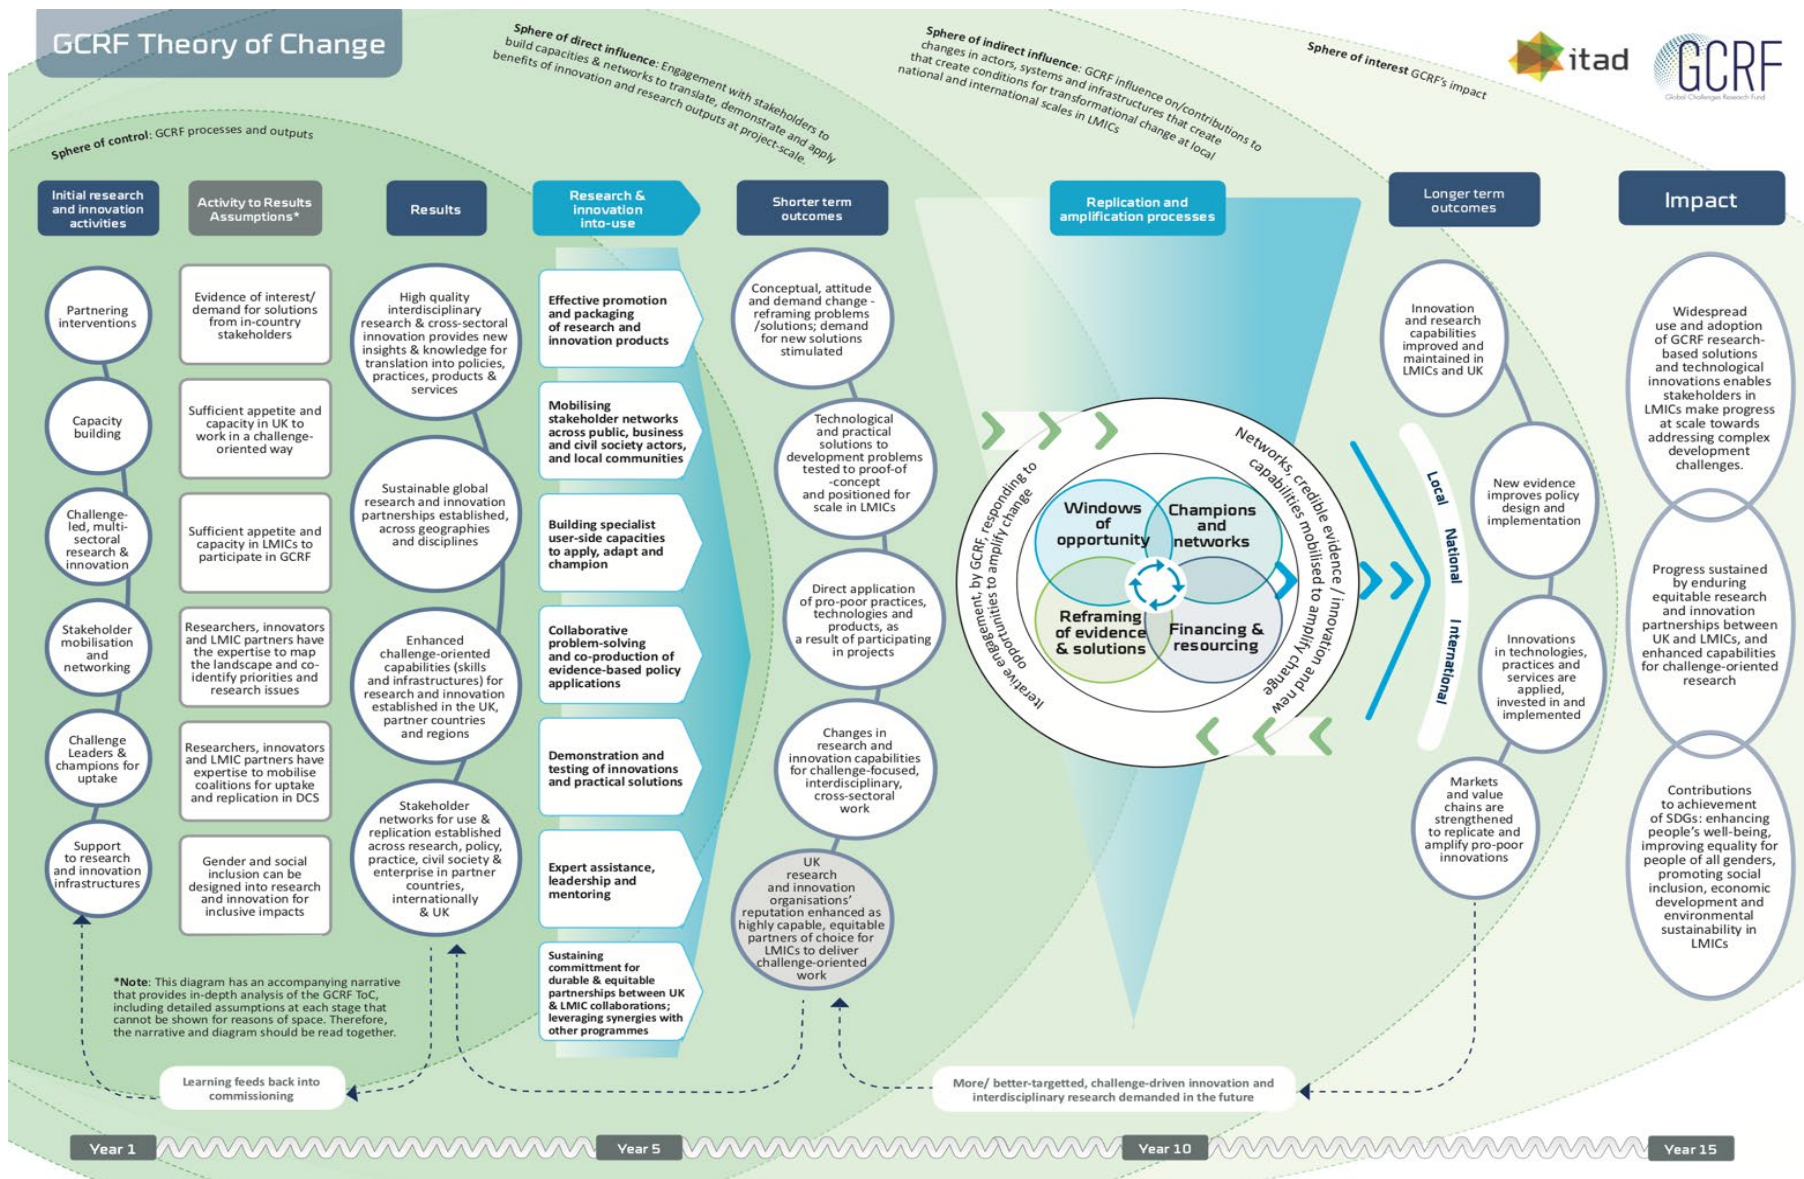 GCRF Theory of Change
Sphere of control: GCRF processes and outputs
Sphere of direct influence: Engagement with stakeholders to
build capacities & networks to translate, demonstrate and apply
benefits of innovation and research outputs at project-scale.
Sphere of indirect influence: GCRF influence on/contributions to
changes in actors, systems and infrastructures that create
that create conditions for transformational change at local
national and international scales in LMICs
Sphere of interest GCRF's impact
itad
GCRF
Global Challenges Research Fund
Initial research
and innovation
activities
Partnering
interventions
Capacity
building
Challenge-
led, multi-
sectoral
research &
innovation
Stakeholder
mobilisation
and
networking
Challenge
Leaders &
champions for
uptake
Support
to research
and innovation
infrastructures
Activity to Results
Assumptions*
Evidence of interest/
demand for solutions
from in-country
stakeholders
Sufficient appetite and
capacity in UK to
work in a challenge-
oriented way
Sufficient appetite and
capacity in LMICs to
participate in GCRF
Researchers, innovators
and LMIC partners have
the expertise to map
the landscape and co-
identify priorities and
research issues
Researchers, innovators
and LMIC partners have
expertise to mobilise
coalitions for uptake
and replication in DCS
Gender and social
inclusion can be
designed into research
and innovation for
inclusive impacts
Results
High quality
interdisciplinary
research & cross-sectoral
innovation provides new
insights & knowledge for
translation into policies,
practices, products &
services
Sustainable global
research and innovation
partnerships established,
across geographies
and disciplines
Enhanced
challenge-oriented
capabilities (skills
and infrastructures) for
research and innovation
established in the UK,
partner countries
and regions
Stakeholder
networks for use &
replication established
across research, policy,
practice, civil society &
enterprise in partner
countries,
internationally
& UK
Research &
innovation
into-use
Effective promotion
and packaging
of research and
innovation products
Mobilising
stakeholder networks
across public, business
and civil society actors,
and local communities
Building specialist
user-side capacities
to apply, adapt and
champion
Collaborative
problem-solving
and co-production of
evidence-based policy
applications
Demonstration and
testing of innovations
and practical solutions
Expert assistance,
leadership and
mentoring
Sustaining
committment for
durable & equitable
partnerships between UK
& LMIC collaborations;
leveraging synergies with
other programmes
Shorter term
outcomes
Conceptual, attitude
and demand change -
reframing problems
/solutions; demand
for new solutions
stimulated
Technological
and practical
solutions to
development problems
tested to proof-of
-concept
and positioned for
scale in LMICs
Direct application
of pro-poor practices,
technologies and
products, as
a result of participating
in projects
Changes in
research and
innovation capabilities
for challenge-focused,
interdisciplinary,
cross-sectoral
work
UK
research
and innovation
organisations'
reputation enhanced as
highly capable, equitable
partners of choice for
LMICs to deliver
challenge-oriented
work
Replication and
amplification processes
Iterative engagement, by GCRF, responding to
opportunities to amplify change
Networks, credible evidence / innovation and new
capabilities mobilised to amplify change
Windows
of
opportunity
Champions
and
networks
Reframing
of evidence
& solutions
Financing &
resourcing
Local
National
International
Longer term
outcomes
Innovation
and research
capabilities
improved and
maintained in
LMICs and UK
New evidence
improves policy
design and
implementation
Innovations
in technologies,
practices and
services are
applied,
invested in and
implemented
Markets
and value
chains are
strengthened
to replicate and
amplify pro-poor
innovations
Impact
Widespread
use and adoption
of GCRF research-
based solutions
and technological
innovations enables
stakeholders in
LMICs make progress
at scale towards
addressing complex
development
challenges.
Progress sustained
by enduring
equitable research
and innovation
partnerships between
UK and LMICs, and
enhanced capabilities
for challenge-oriented
research
Contributions
to achievement
of SDGs: enhancing
people's well-being,
improving equality for
people of all genders,
promoting social
inclusion, economic
development and
environmental
sustainability in
LMICs
*Note: This diagram has an accompanying narrative
that provides in-depth analysis of the GCRF ToC,
including detailed assumptions at each stage that
cannot be shown for reasons of space. Therefore,
the narrative and diagram should be read together.
Learning feeds back into
commissioning
More/ better-targetted, challenge-driven innovation and
interdisciplinary research demanded in the future
Year 1
Year 5
Year 10
Year 15